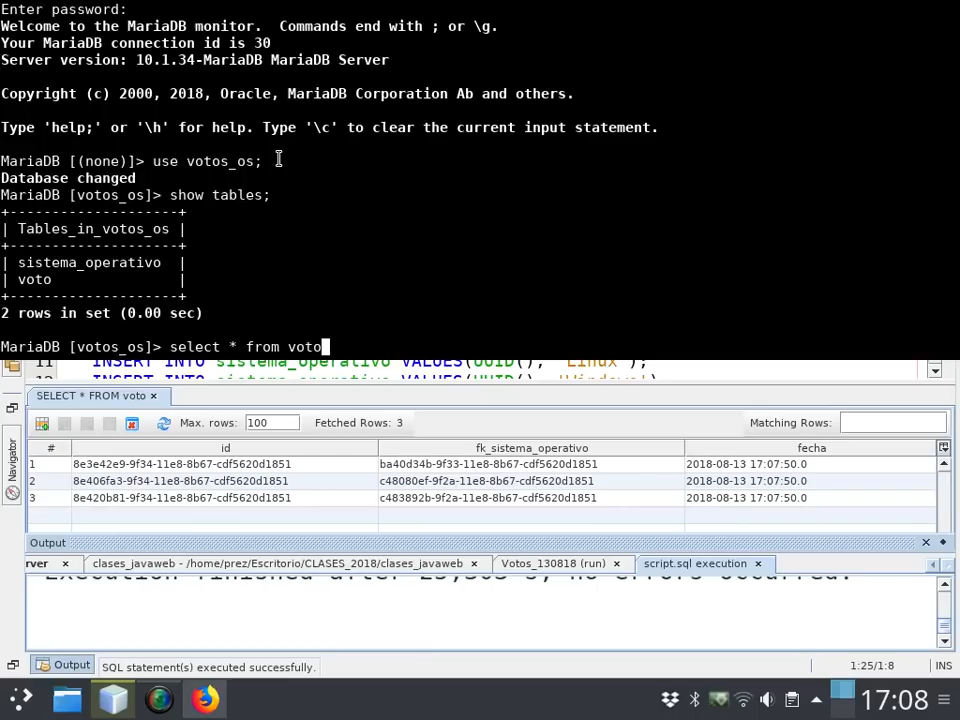 Enter password:
Welcome to the MariaDB monitor.  Commands end with ; or \g.
Your MariaDB connection id is 30
Server version: 10.1.34-MariaDB MariaDB Server
Copyright (c) 2000, 2018, Oracle, MariaDB Corporation Ab and others.
Type 'help;' or '\h' for help. Type '\c' to clear the current input statement.
MariaDB [(none)]> use votos_os;
Database changed
MariaDB [votos_os]> show tables;
+--------------------+
| Tables_in_votos_os |
+--------------------+
| sistema_operativo  |
| voto               |
+--------------------+
2 rows in set (0.00 sec)
MariaDB [votos_os]> select * from voto
11 INSERT INTO sistema_operativo VALUES(UUID(), 'Linux');
12 INSERT INTO sistema_operativo VALUES(UUID(), 'Windows')
SELECT * FROM voto
Max. rows: 100 Fetched Rows: 3 Matching Rows:
# id fk_sistema_operativo fecha
1 8e3e42e9-9f34-11e8-8b67-cdf5620d1851 ba40d34b-9f33-11e8-8b67-cdf5620d1851 2018-08-13 17:07:50.0
2 8e406fa3-9f34-11e8-8b67-cdf5620d1851 c48080ef-9f2a-11e8-8b67-cdf5620d1851 2018-08-13 17:07:50.0
3 8e420b81-9f34-11e8-8b67-cdf5620d1851 c483892b-9f2a-11e8-8b67-cdf5620d1851 2018-08-13 17:07:50.0
Navigator
Output
rver clases_javaweb - /home/prez/Escritorio/CLASES_2018/clases_javaweb Votos_130818 (run) script.sql execution
Execution finished after 25,505 s, no errors occurred.
Output SQL statement(s) executed successfully. 1:25/1:8 INS
17:08